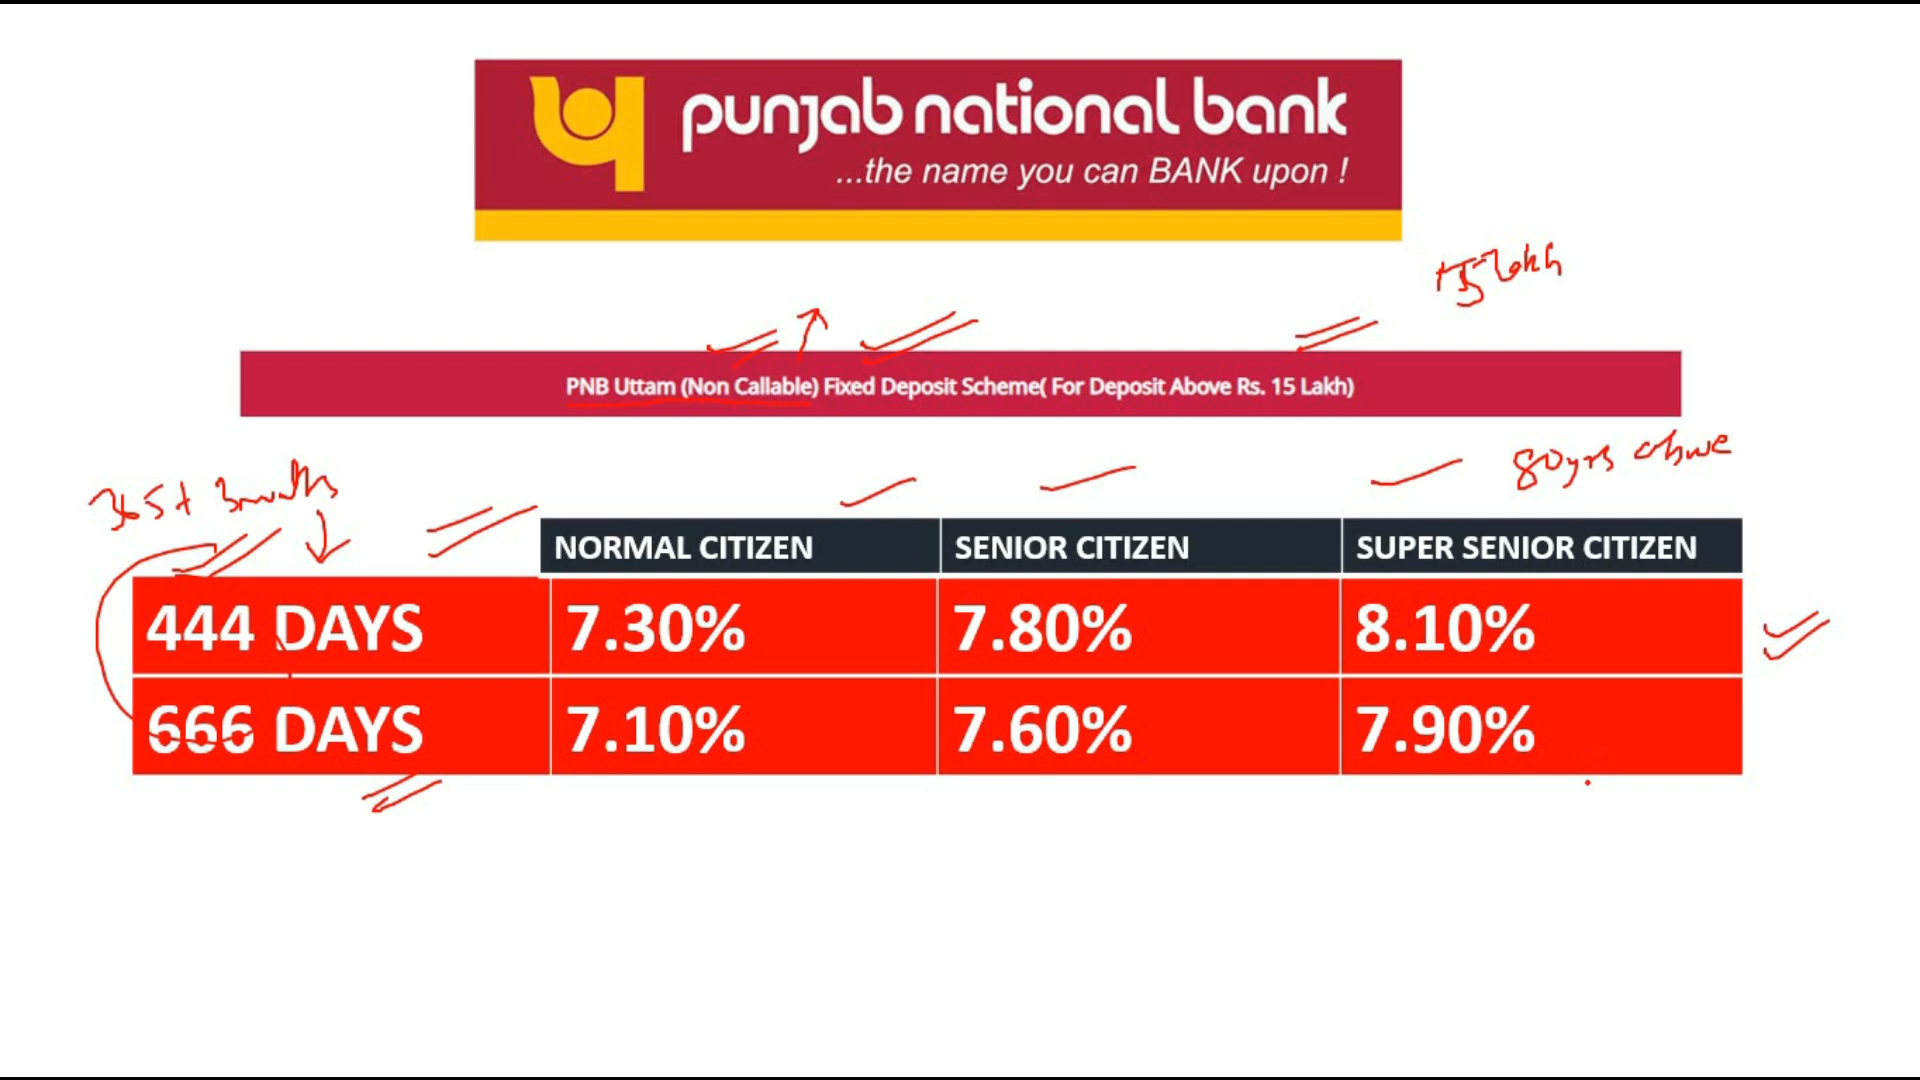 punjab national bank
...the name you can BANK upon !
15 lakh
PNB Uttam (Non Callable) Fixed Deposit Scheme( For Deposit Above Rs. 15 Lakh)
80yrs above
365+ 3months
NORMAL CITIZEN SENIOR CITIZEN SUPER SENIOR CITIZEN
444 DAYS 7.30% 7.80% 8.10%
666 DAYS 7.10% 7.60% 7.90%